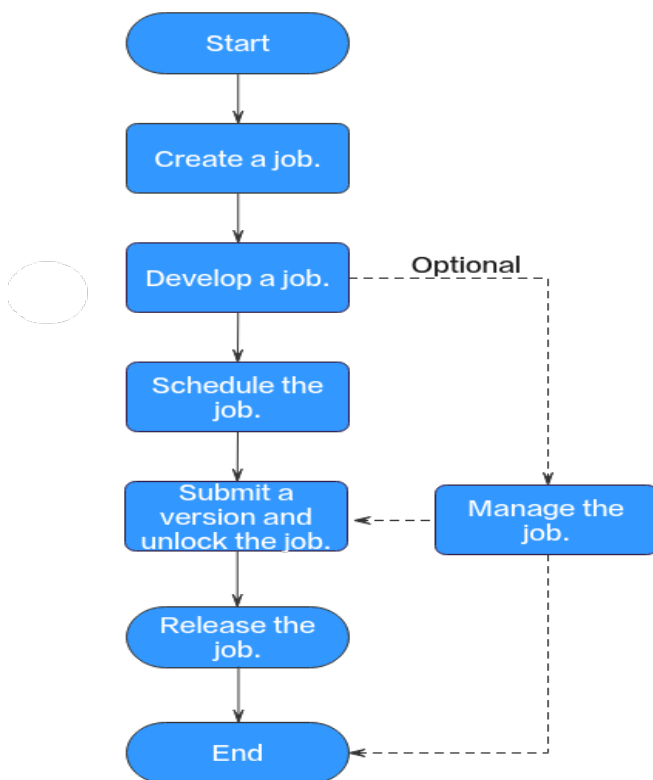 Start
Create a job.
Develop a job.
Optional
Schedule the
job.
Submit a
version and
unlock the job.
Manage the
job.
Release the
job.
End